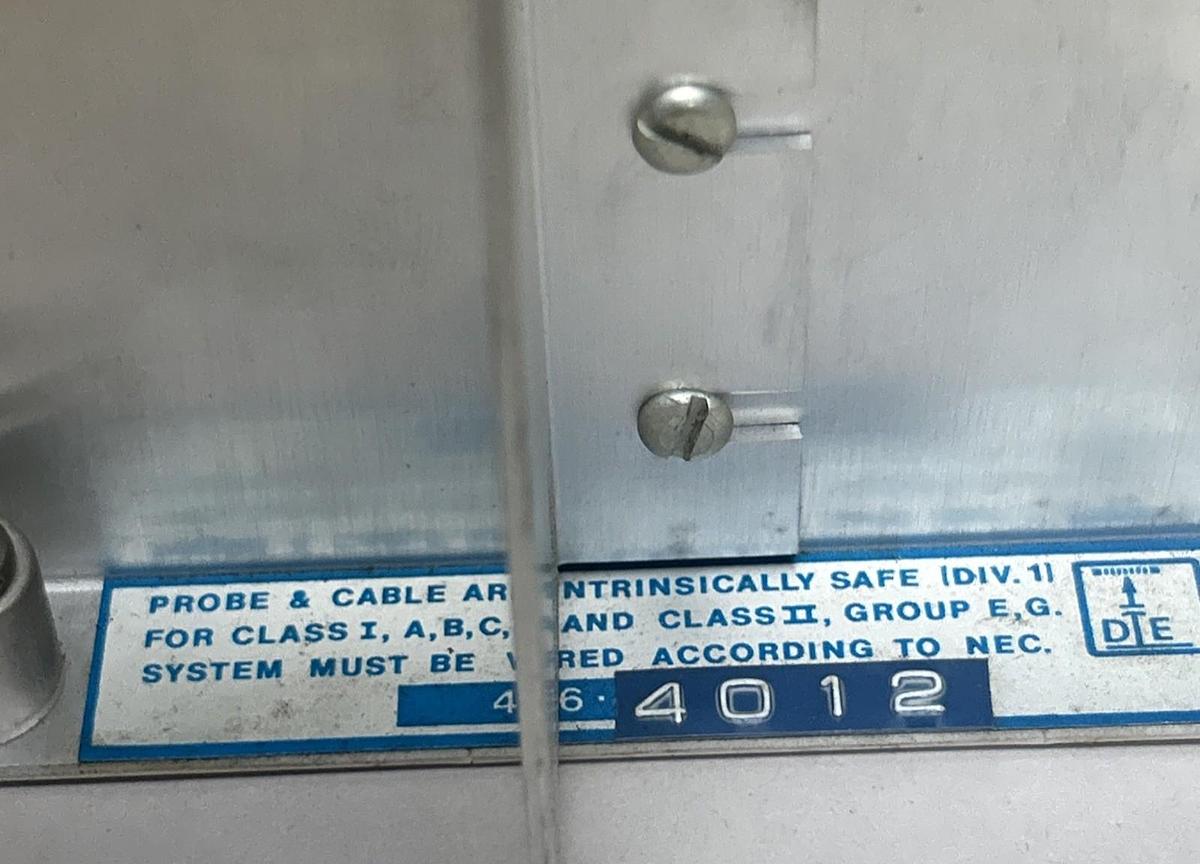 PROBE & CABLE AR NTRINSICALLY SAFE (DIV. 1)
FOR CLASS I, A, B, C, AND CLASS II, GROUP E, G.
SYSTEM MUST BE RED ACCORDING TO NEC.
4 6 · 4012
DTE